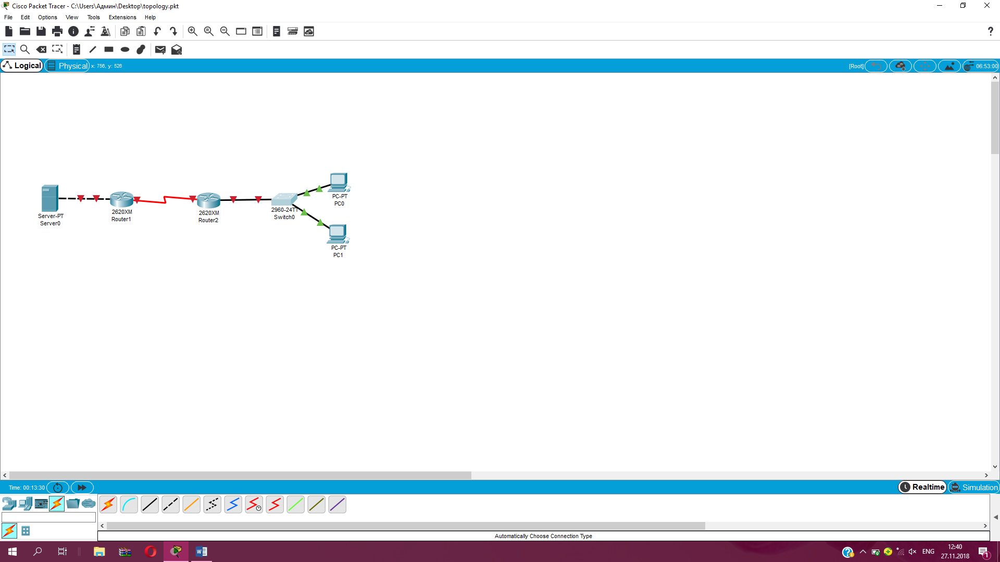 Cisco Packet Tracer - C:\Users\Админ\Desktop\topology.pkt
File Edit Options View Tools Extensions Help
Logical Physical x: 756, y: 526 [Root] 06:53:00
PC-PT
PC0
Server-PT
Server0
2620XM
Router1
2620XM
Router2
2960-24TT
Switch0
PC-PT
PC1
Time: 00:13:30 Realtime Simulation
Automatically Choose Connection Type
ENG
12:40
27.11.2018
1